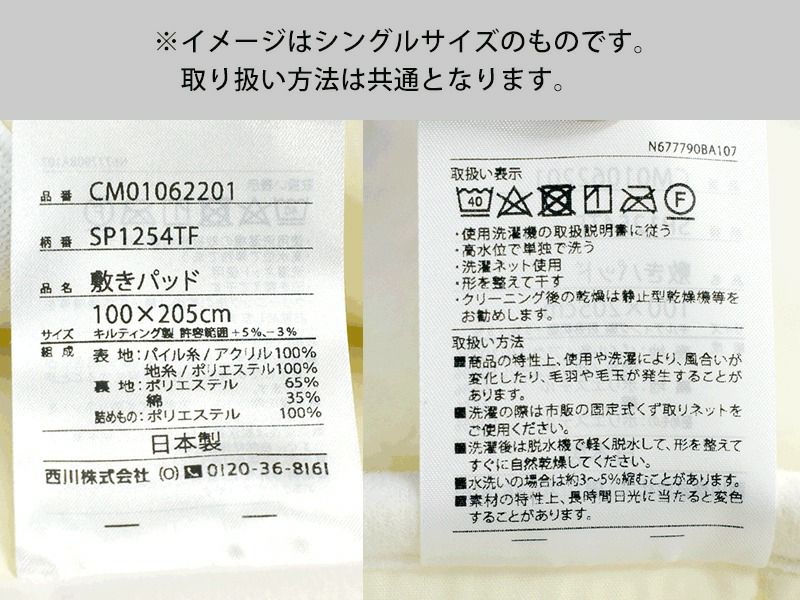 ※イメージはシングルサイズのものです。
取り扱い方法は共通となります。
品番 CM01062201
柄番 SP1254TF
品名 敷きパッド
100×205cm
サイズ キルティング製 許容範囲+5%、-3%
組成 表地:パイル糸/アクリル100%
地糸/ポリエステル100%
裏地:ポリエステル 65%
綿 35%
詰めもの:ポリエステル 100%
日本製
西川株式会社 (O) 0120-36-8161
N677790BA107
取扱い表示
40 F
・使用洗濯機の取扱説明書に従う
・高水位で単独で洗う
・洗濯ネット使用
・形を整えて干す
・クリーニング後の乾燥は静止型乾燥機等を
お勧めします。
取扱い方法
■商品の特性上、使用や洗濯により、風合いが
変化したり、毛羽や毛玉が発生することが
あります。
■洗濯の際は市販の固定式くず取りネットを
ご使用ください。
■洗濯後は脱水機で軽く脱水して、形を整えて
すぐに自然乾燥してください。
■水洗いの場合は約3～5%縮むことがあります。
■素材の特性上、長時間日光に当たると変色
することがあります。